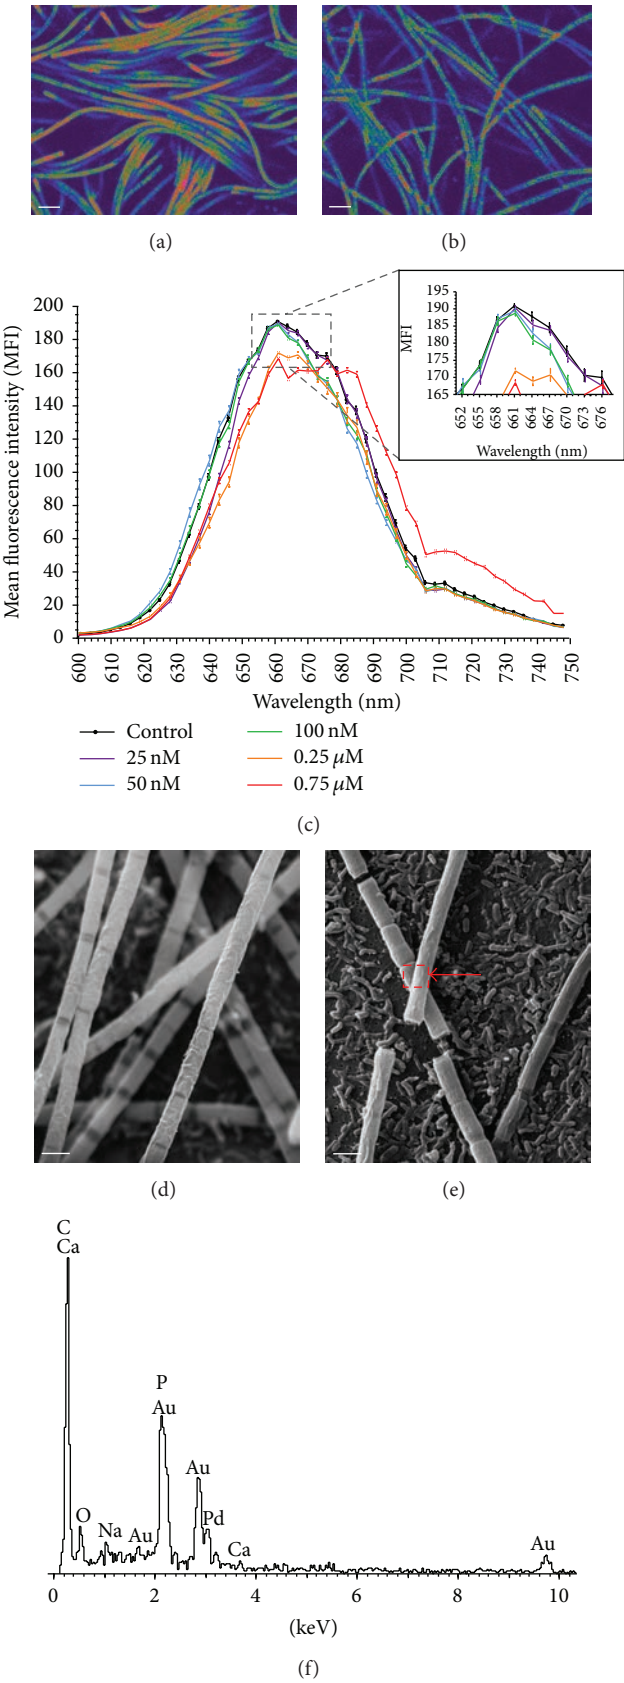 (a)
(b)
200
180
160
140
120
100
80
60
40
20
0
Mean fluorescence intensity (MFI)
600
610
620
630
640
650
660
670
680
690
700
710
720
730
740
750
Wavelength (nm)
195
190
185
180
175
170
165
MFI
652
655
658
661
664
667
670
673
676
Wavelength (nm)
Control
25 nM
50 nM
100 nM
0.25 μM
0.75 μM
(c)
(d)
(e)
C
Ca
O
Na
Au
P
Au
Au
Pd
Ca
Au
0
2
4
6
8
10
(keV)
(f)